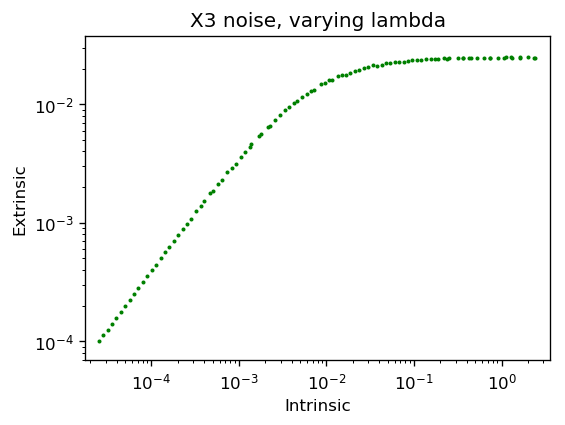 X3 noise, varying lambda
Extrinsic
10⁻²
10⁻³
10⁻⁴
10⁻⁴ 10⁻³ 10⁻² 10⁻¹ 10⁰
Intrinsic